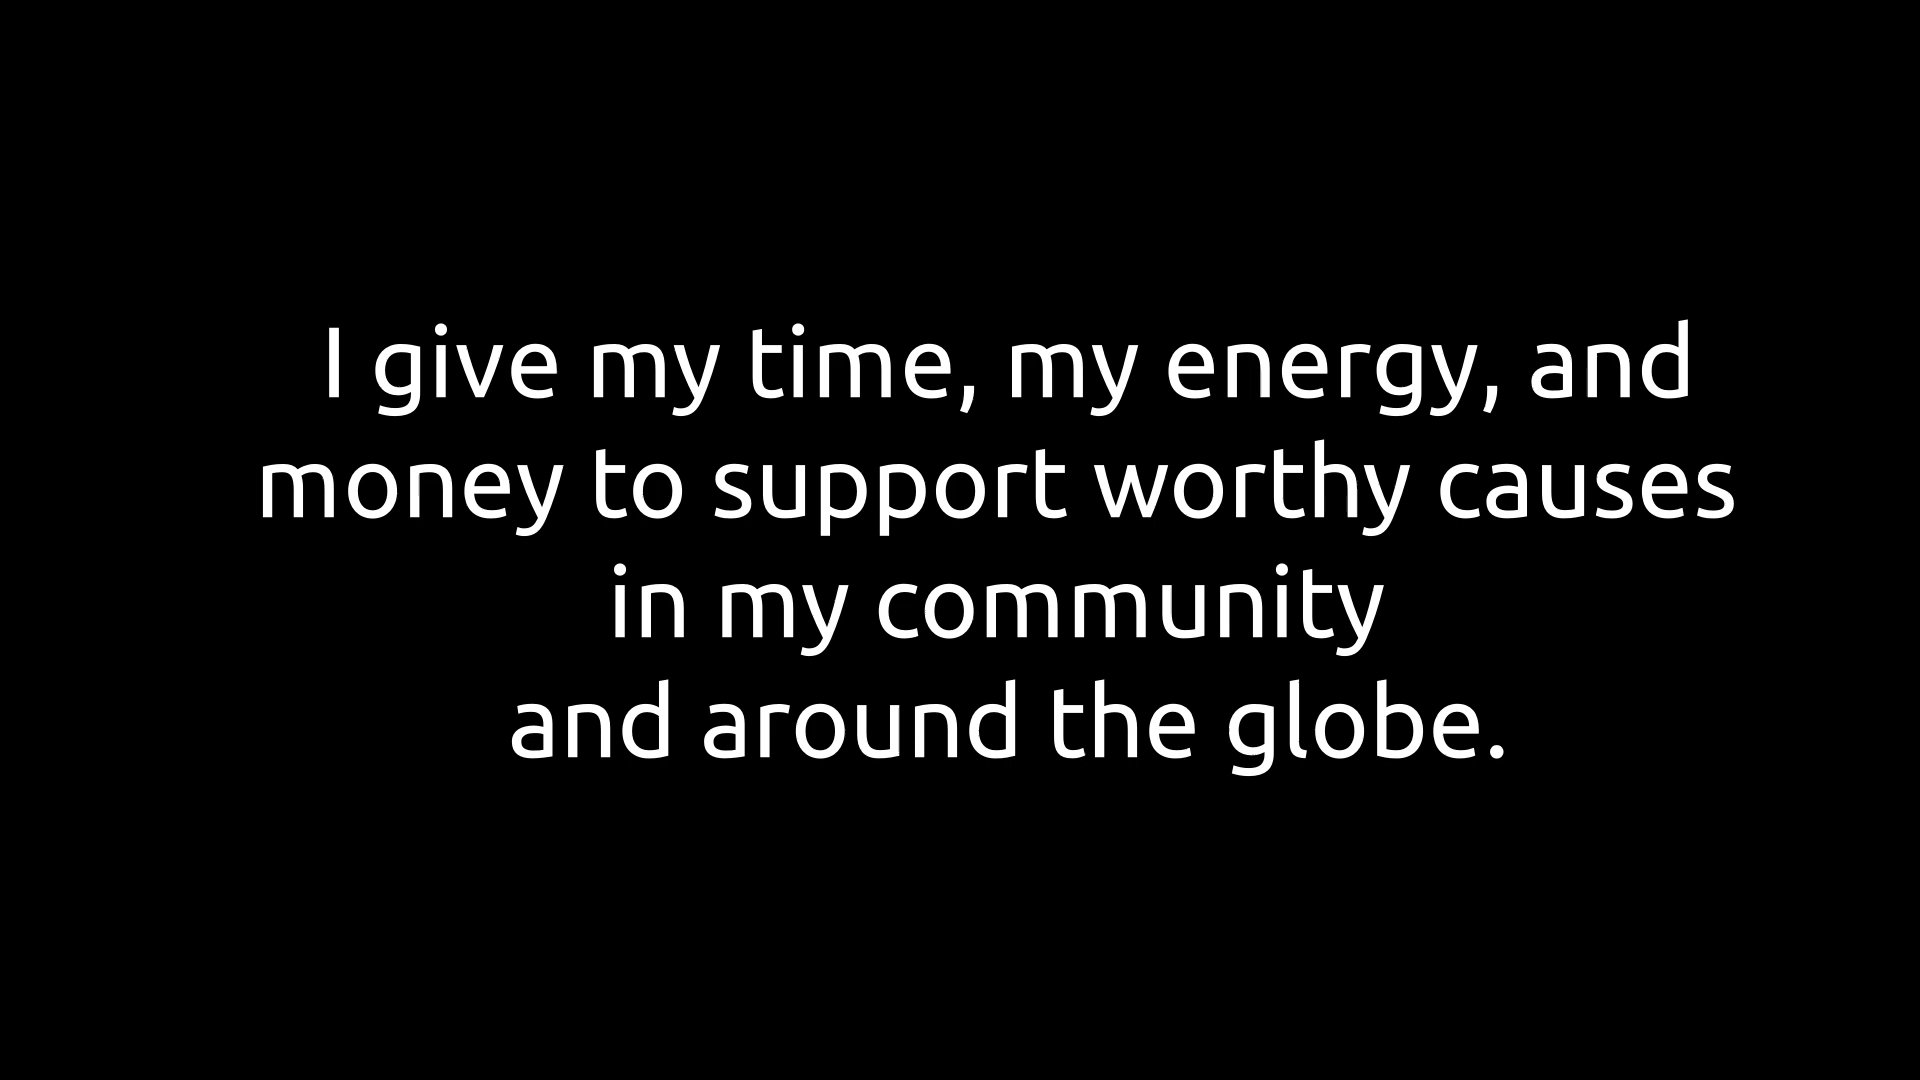 I give my time, my energy, and
money to support worthy causes
in my community
and around the globe.